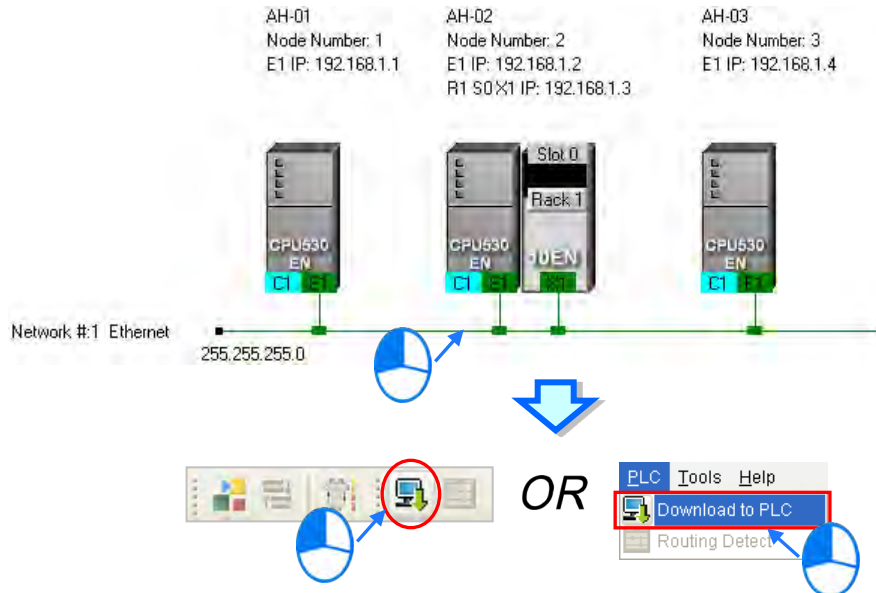 AH-01
Node Number: 1
E1 IP: 192.168.1.1
AH-02
Node Number: 2
E1 IP: 192.168.1.2
R1 S0 X1 IP: 192.168.1.3
AH-03
Node Number: 3
E1 IP: 192.168.1.4
CPU530
EN
C1 E1
CPU530
EN
C1 E1
Slot 0
Rack 1
10EN
X1
CPU530
EN
C1 E1
Network #:1 Ethernet
255.255.255.0
OR
PLC Tools Help
Download to PLC
Routing Detect